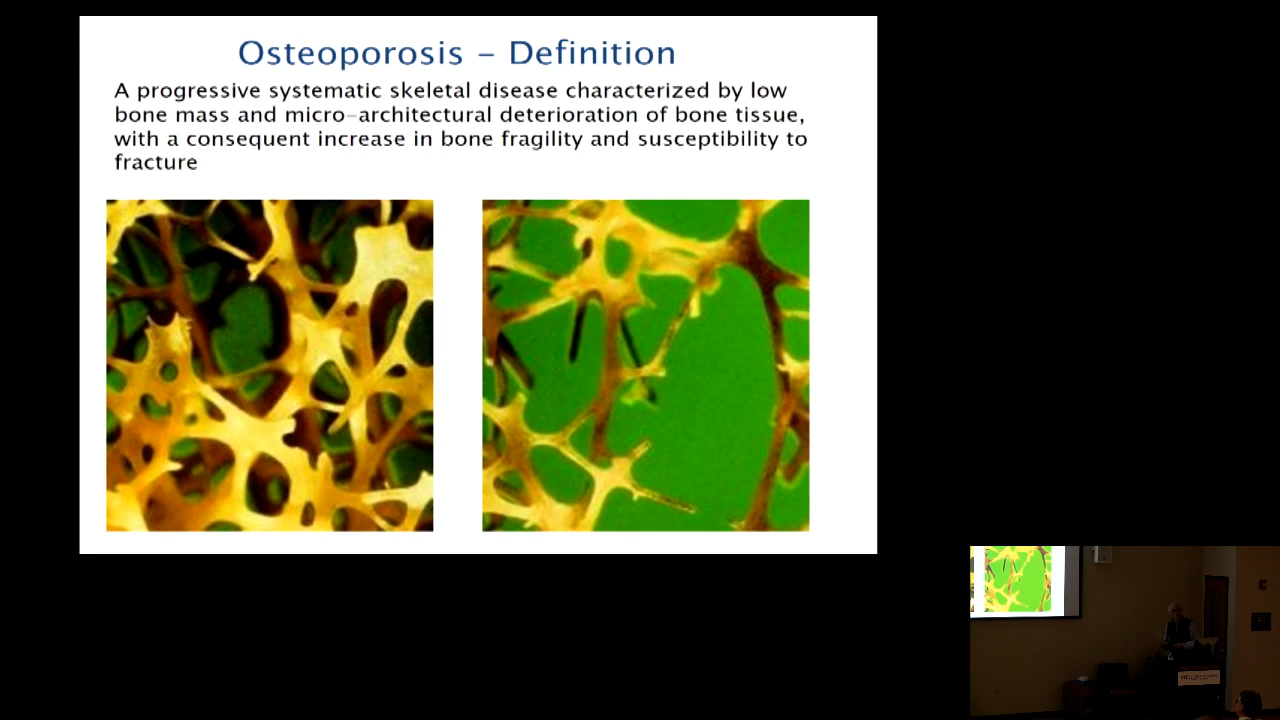 Osteoporosis – Definition
A progressive systematic skeletal disease characterized by low
bone mass and micro-architectural deterioration of bone tissue,
with a consequent increase in bone fragility and susceptibility to
fracture